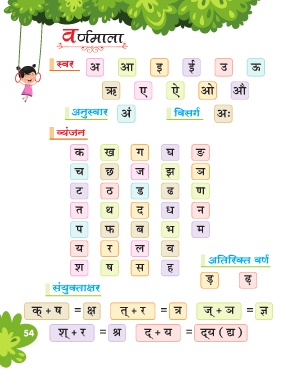 वर्णमाला
स्वर अ आ इ ई उ ऊ
ऋ ए ऐ ओ औ
अनुस्वार अं विसर्ग अः
व्यंजन
क ख ग घ ङ
च छ ज झ ञ
ट ठ ड ढ ण
त थ द ध न
प फ ब भ म
य र ल व
श ष स ह
अतिरिक्त वर्ण
ड़ ढ़
संयुक्ताक्षर
क् + ष = क्ष त् + र = त्र ज् + ञ = ज्ञ
54 श् + र = श्र द् + य = द्‌य (द्य)